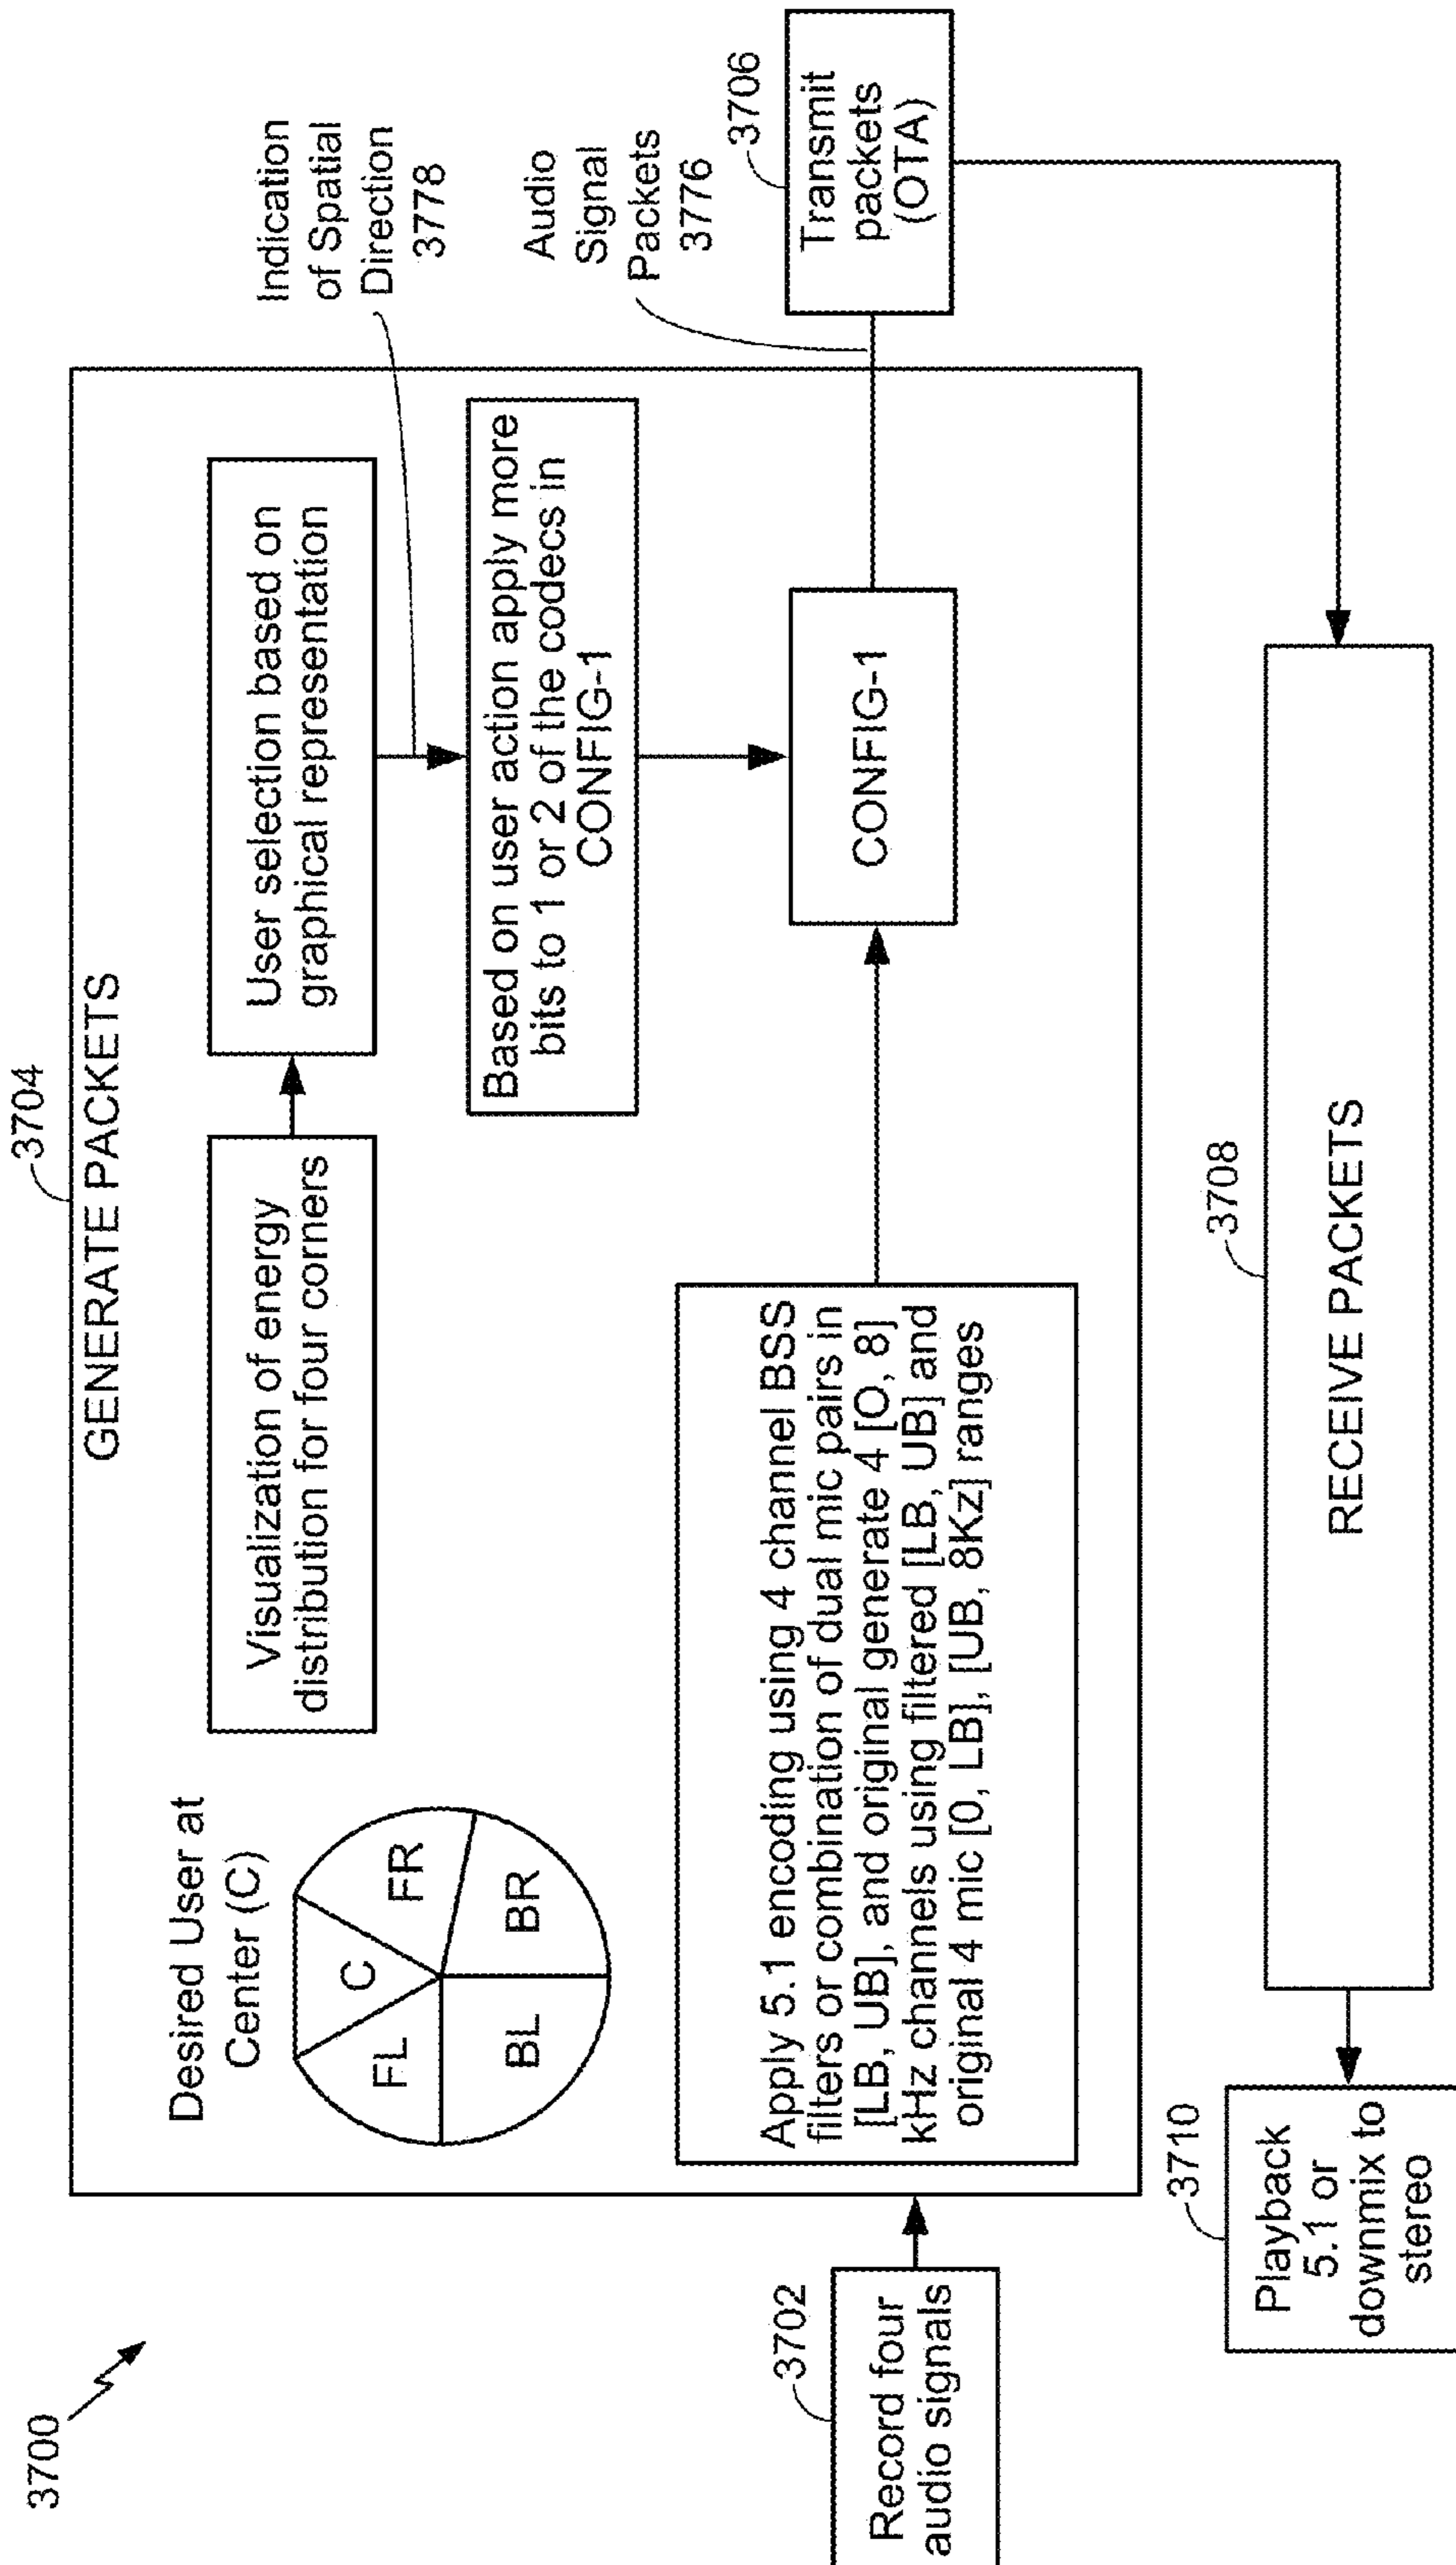 3700
3704
GENERATE PACKETS
Desired User at
Center (C)
FL
C
FR
BL
BR
Visualization of energy
distribution for four corners
User selection based on
graphical representation
Indication
of Spatial
Direction
3778
Based on user action apply more
bits to 1 or 2 of the codecs in
CONFIG-1
Audio
Signal
Packets
3776
3702
Record four
audio signals
Apply 5.1 encoding using 4 channel BSS
filters or combination of dual mic pairs in
[LB, UB], and original generate 4 [O, 8]
kHz channels using filtered [LB, UB] and
original 4 mic [0, LB], [UB, 8Kz] ranges
CONFIG-1
3706
Transmit
packets
(OTA)
3708
RECEIVE PACKETS
3710
Playback
5.1 or
downmix to
stereo